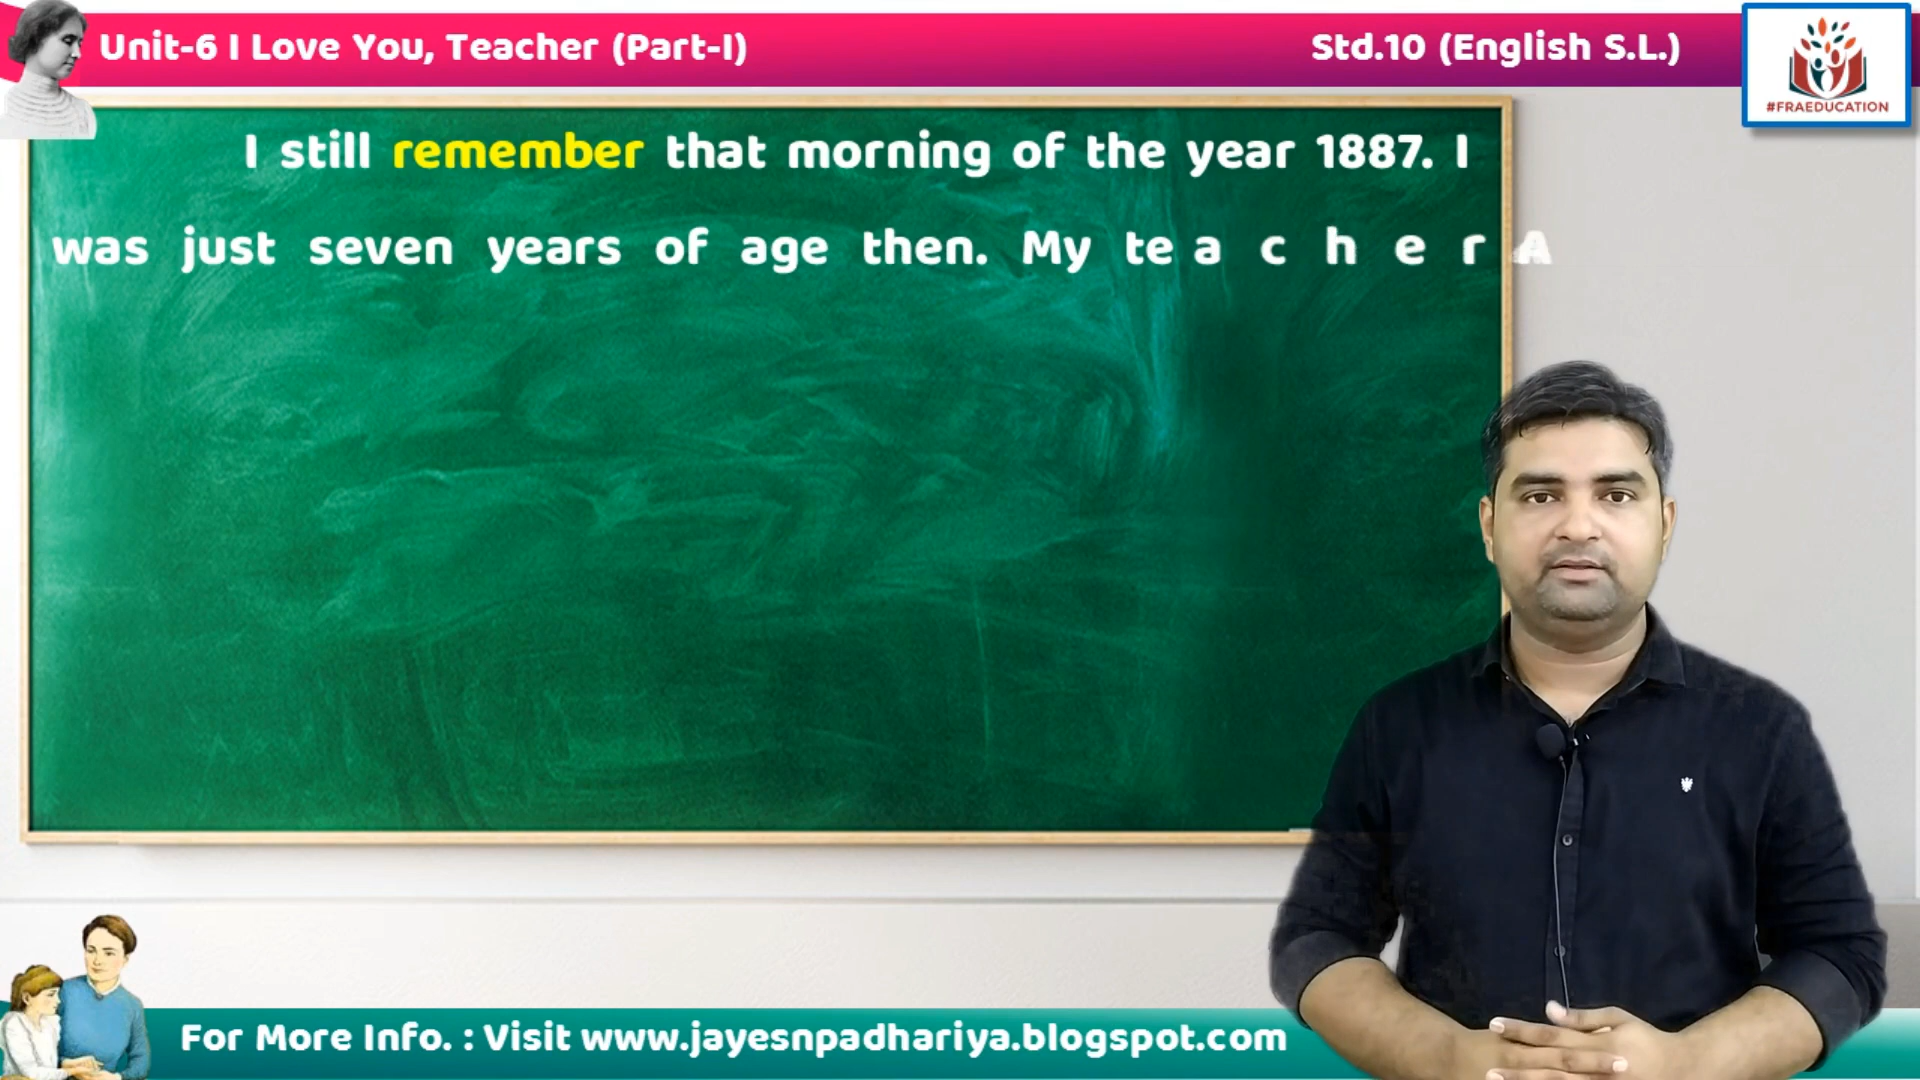 Unit-6 I Love You, Teacher (Part-I)
Std.10 (English S.L.)
#FRAEDUCATION
I still remember that morning of the year 1887. I
was just seven years of age then. My teacher A
For More Info. : Visit www.jayesnpadhariya.blogspot.com